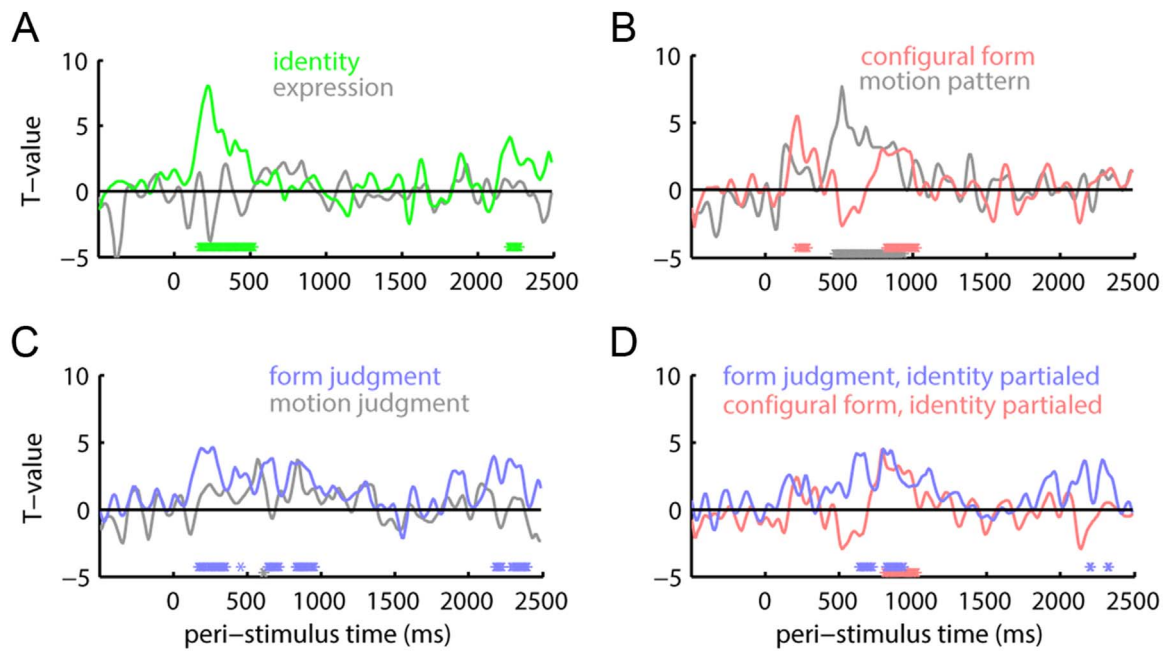 A
identity
expression
T-value
10
5
0
-5
0 500 1000 1500 2000 2500
B
configural form
motion pattern
10
5
0
-5
0 500 1000 1500 2000 2500
C
form judgment
motion judgment
T-value
10
5
0
-5
0 500 1000 1500 2000 2500
peri-stimulus time (ms)
D
form judgment, identity partialed
configural form, identity partialed
10
5
0
-5
0 500 1000 1500 2000 2500
peri-stimulus time (ms)